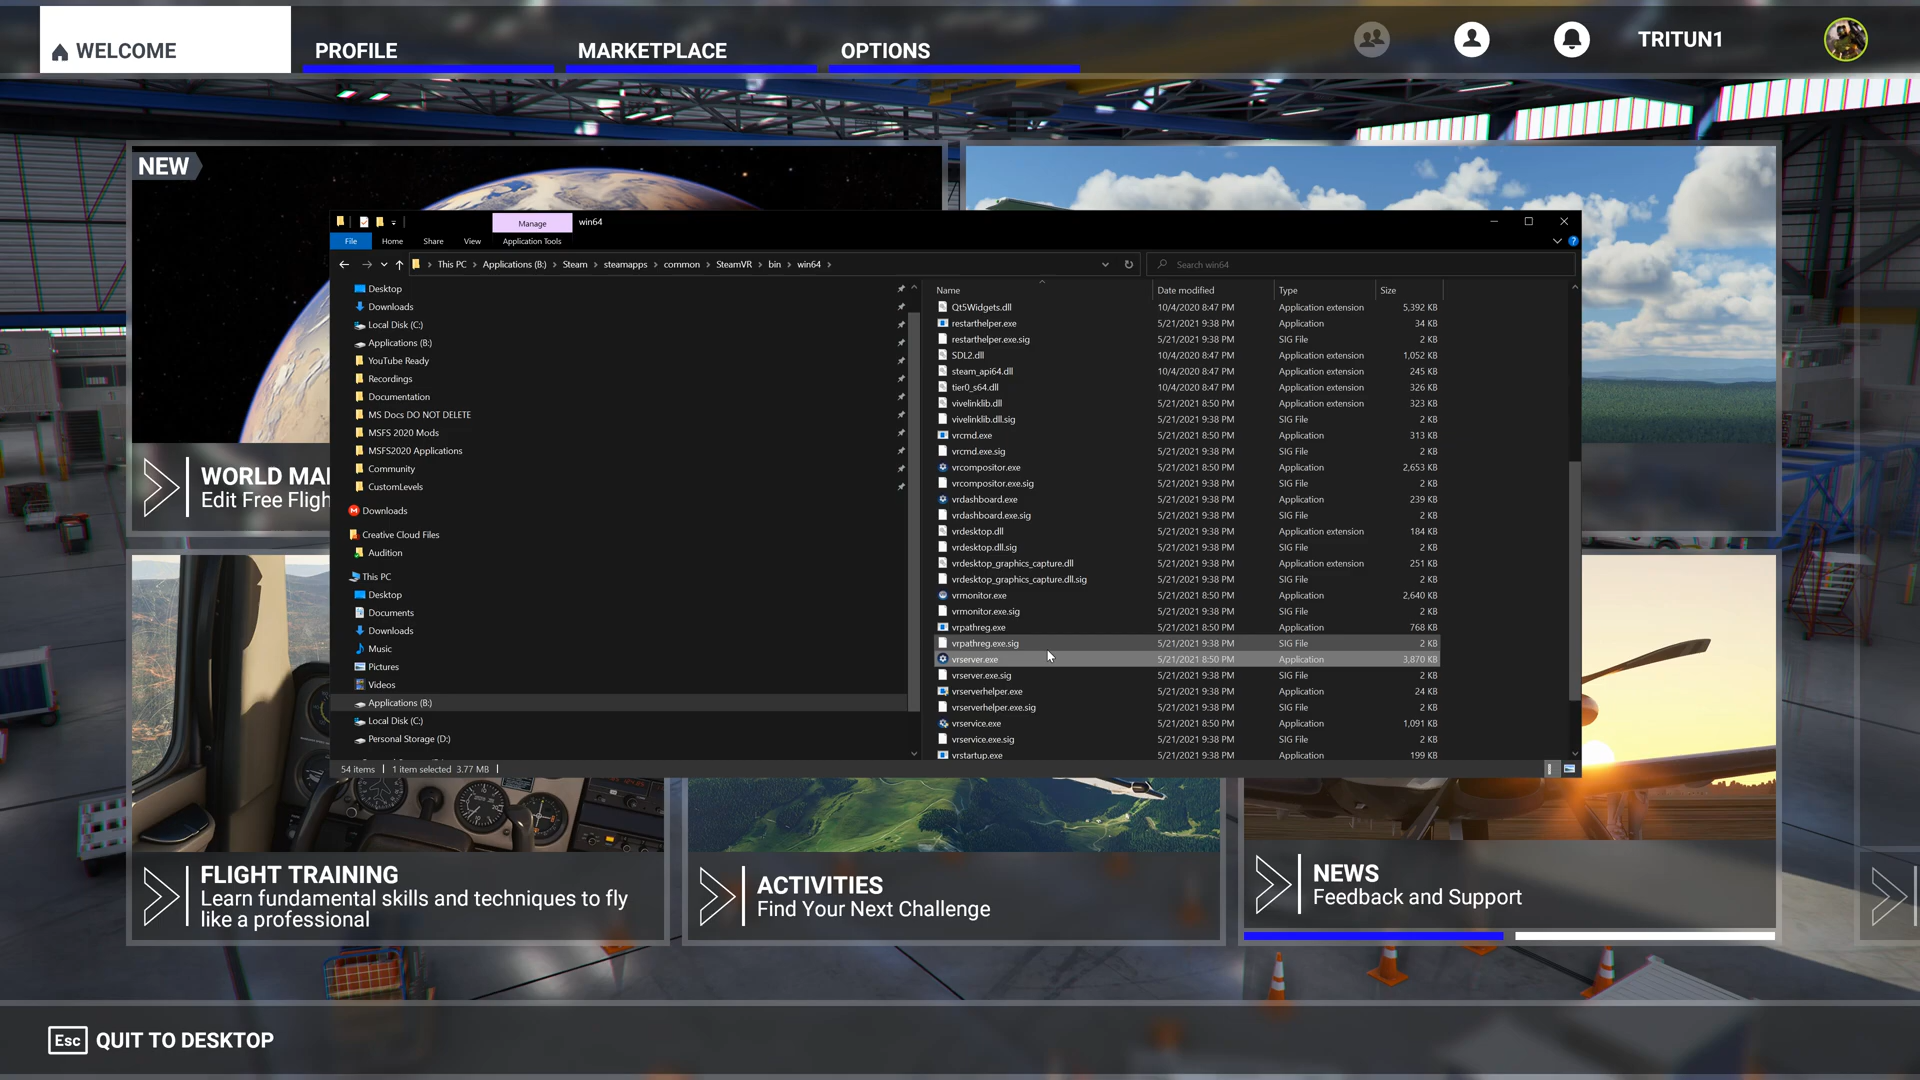 WELCOME
PROFILE
MARKETPLACE
OPTIONS
TRITUN1
NEW
Manage
win64
File
Home
Share
View
Application Tools
This PC > Applications (B:) > Steam > steamapps > common > SteamVR > bin > win64 >
Search win64
Desktop
Downloads
Local Disk (C:)
Applications (B:)
YouTube Ready
Recordings
Documentation
MS Docs DO NOT DELETE
MSFS 2020 Mods
MSFS2020 Applications
Community
CustomLevels
Downloads
Creative Cloud Files
Audition
This PC
Desktop
Documents
Downloads
Music
Pictures
Videos
Applications (B:)
Local Disk (C:)
Personal Storage (D:)
Name Date modified Type Size
Qt5Widgets.dll 10/4/2020 8:47 PM Application extension 5,392 KB
restarthelper.exe 5/21/2021 9:38 PM Application 34 KB
restarthelper.exe.sig 5/21/2021 9:38 PM SIG File 2 KB
SDL2.dll 10/4/2020 8:47 PM Application extension 1,052 KB
steam_api64.dll 10/4/2020 8:47 PM Application extension 245 KB
tier0_s64.dll 10/4/2020 8:47 PM Application extension 326 KB
vivelinklib.dll 5/21/2021 8:50 PM Application extension 323 KB
vivelinklib.dll.sig 5/21/2021 9:38 PM SIG File 2 KB
vrcmd.exe 5/21/2021 8:50 PM Application 313 KB
vrcmd.exe.sig 5/21/2021 9:38 PM SIG File 2 KB
vrcompositor.exe 5/21/2021 8:50 PM Application 2,653 KB
vrcompositor.exe.sig 5/21/2021 9:38 PM SIG File 2 KB
vrdashboard.exe 5/21/2021 8:50 PM Application 239 KB
vrdashboard.exe.sig 5/21/2021 9:38 PM SIG File 2 KB
vrdesktop.dll 5/21/2021 9:38 PM Application extension 184 KB
vrdesktop.dll.sig 5/21/2021 9:38 PM SIG File 2 KB
vrdesktop_graphics_capture.dll 5/21/2021 9:38 PM Application extension 251 KB
vrdesktop_graphics_capture.dll.sig 5/21/2021 9:38 PM SIG File 2 KB
vrmonitor.exe 5/21/2021 8:50 PM Application 2,640 KB
vrmonitor.exe.sig 5/21/2021 9:38 PM SIG File 2 KB
vrpathreg.exe 5/21/2021 8:50 PM Application 768 KB
vrpathreg.exe.sig 5/21/2021 9:38 PM SIG File 2 KB
vrserver.exe 5/21/2021 8:50 PM Application 3,870 KB
vrserver.exe.sig 5/21/2021 9:38 PM SIG File 2 KB
vrserverhelper.exe 5/21/2021 9:38 PM Application 24 KB
vrserverhelper.exe.sig 5/21/2021 9:38 PM SIG File 2 KB
vrservice.exe 5/21/2021 8:50 PM Application 1,091 KB
vrservice.exe.sig 5/21/2021 9:38 PM SIG File 2 KB
vrstartup.exe 5/21/2021 9:38 PM Application 199 KB
54 items 1 item selected 3.77 MB
WORLD MA
Edit Free Fligh
FLIGHT TRAINING
Learn fundamental skills and techniques to fly
like a professional
ACTIVITIES
Find Your Next Challenge
NEWS
Feedback and Support
Esc QUIT TO DESKTOP